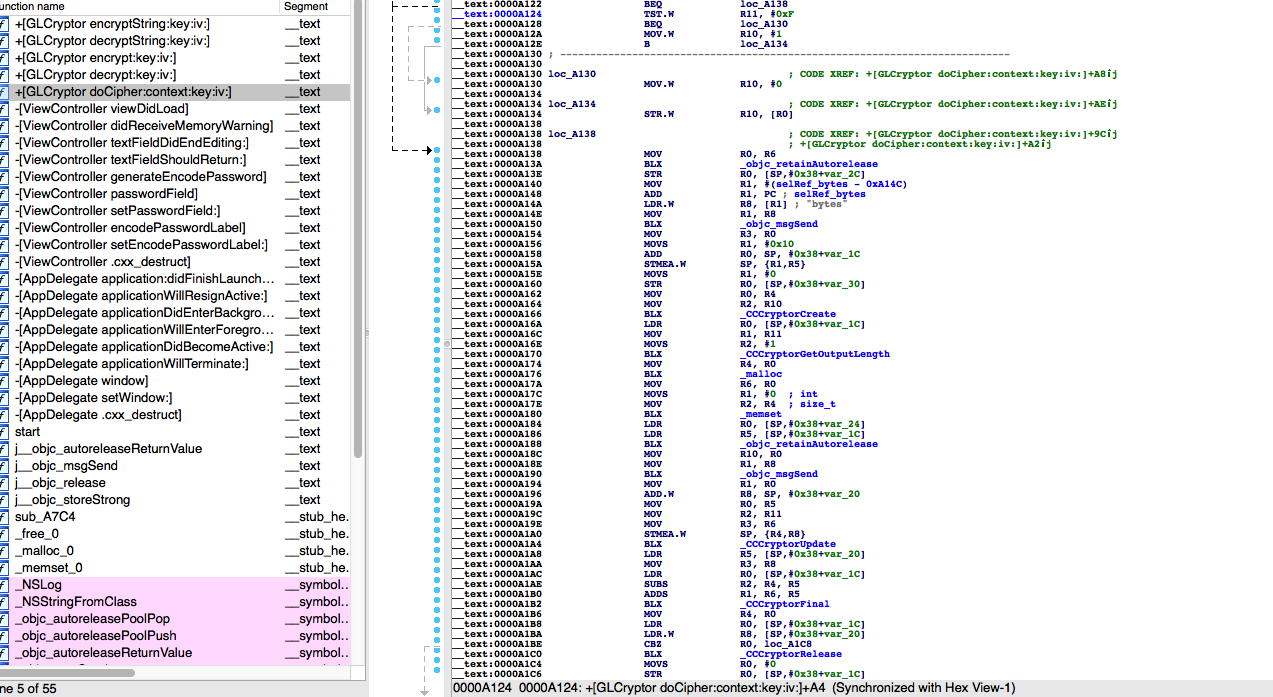 unction name Segment
+[GLCryptor encryptString:key:iv:] __text
+[GLCryptor decryptString:key:iv:] __text
+[GLCryptor encrypt:key:iv:] __text
+[GLCryptor decrypt:key:iv:] __text
+[GLCryptor doCipher:context:key:iv:] __text
-[ViewController viewDidLoad] __text
-[ViewController didReceiveMemoryWarning] __text
-[ViewController textFieldDidEndEditing:] __text
-[ViewController textFieldShouldReturn:] __text
-[ViewController generateEncodePassword] __text
-[ViewController passwordField] __text
-[ViewController setPasswordField:] __text
-[ViewController encodePasswordLabel] __text
-[ViewController setEncodePasswordLabel:] __text
-[ViewController .cxx_destruct] __text
-[AppDelegate application:didFinishLaunch... __text
-[AppDelegate applicationWillResignActive:] __text
-[AppDelegate applicationDidEnterBackgro... __text
-[AppDelegate applicationWillEnterForegro... __text
-[AppDelegate applicationDidBecomeActive:] __text
-[AppDelegate applicationWillTerminate:] __text
-[AppDelegate window] __text
-[AppDelegate setWindow:] __text
-[AppDelegate .cxx_destruct] __text
start __text
j__objc_autoreleaseReturnValue __text
j__objc_msgSend __text
j__objc_release __text
j__objc_storeStrong __text
sub_A7C4 __stub_he.
_free_0 __stub_he.
_malloc_0 __stub_he.
_memset_0 __stub_he.
_NSLog __symbol..
_NSStringFromClass __symbol..
_objc_autoreleasePoolPop __symbol..
_objc_autoreleasePoolPush __symbol..
_objc_autoreleaseReturnValue __symbol..
ne 5 of 55
__text:0000A122 BEQ loc_A138
__text:0000A124 TST.W R11, #0xF
__text:0000A128 BEQ loc_A130
__text:0000A12A MOV.W R10, #1
__text:0000A12E B loc_A134
__text:0000A130 ; ---------------------------------------------------------------------------
__text:0000A130
__text:0000A130 loc_A130 ; CODE XREF: +[GLCryptor doCipher:context:key:iv:]+A8↑j
__text:0000A130 MOV.W R10, #0
__text:0000A134
__text:0000A134 loc_A134 ; CODE XREF: +[GLCryptor doCipher:context:key:iv:]+AE↑j
__text:0000A134 STR.W R10, [R0]
__text:0000A138
__text:0000A138 loc_A138 ; CODE XREF: +[GLCryptor doCipher:context:key:iv:]+9C↑j
__text:0000A138 ; +[GLCryptor doCipher:context:key:iv:]+A2↑j
__text:0000A138 MOV R0, R6
__text:0000A13A BLX _objc_retainAutorelease
__text:0000A13E STR R0, [SP,#0x38+var_2C]
__text:0000A140 MOV R1, #(selRef_bytes - 0xA14C)
__text:0000A148 ADD R1, PC ; selRef_bytes
__text:0000A14A LDR.W R8, [R1] ; "bytes"
__text:0000A14E MOV R1, R8
__text:0000A150 BLX _objc_msgSend
__text:0000A154 MOV R3, R0
__text:0000A156 MOVS R1, #0x10
__text:0000A158 ADD R0, SP, #0x38+var_1C
__text:0000A15A STMEA.W SP, {R1,R5}
__text:0000A15E MOVS R1, #0
__text:0000A160 STR R0, [SP,#0x38+var_30]
__text:0000A162 MOV R0, R4
__text:0000A164 MOV R2, R10
__text:0000A166 BLX _CCCryptorCreate
__text:0000A16A LDR R0, [SP,#0x38+var_1C]
__text:0000A16C MOV R1, R11
__text:0000A16E MOVS R2, #1
__text:0000A170 BLX _CCCryptorGetOutputLength
__text:0000A174 MOV R4, R0
__text:0000A176 BLX _malloc
__text:0000A17A MOV R6, R0
__text:0000A17C MOVS R1, #0 ; int
__text:0000A17E MOV R2, R4 ; size_t
__text:0000A180 BLX _memset
__text:0000A184 LDR R0, [SP,#0x38+var_24]
__text:0000A186 LDR R5, [SP,#0x38+var_1C]
__text:0000A188 BLX _objc_retainAutorelease
__text:0000A18C MOV R10, R0
__text:0000A18E MOV R1, R8
__text:0000A190 BLX _objc_msgSend
__text:0000A194 MOV R1, R0
__text:0000A196 ADD.W R8, SP, #0x38+var_20
__text:0000A19A MOV R0, R5
__text:0000A19C MOV R2, R11
__text:0000A19E MOV R3, R6
__text:0000A1A0 STMEA.W SP, {R4,R8}
__text:0000A1A4 BLX _CCCryptorUpdate
__text:0000A1A8 LDR R5, [SP,#0x38+var_20]
__text:0000A1AA MOV R3, R8
__text:0000A1AC LDR R0, [SP,#0x38+var_1C]
__text:0000A1AE SUBS R2, R4, R5
__text:0000A1B0 ADDS R1, R6, R5
__text:0000A1B2 BLX _CCCryptorFinal
__text:0000A1B6 MOV R4, R0
__text:0000A1B8 LDR R0, [SP,#0x38+var_1C]
__text:0000A1BA LDR.W R8, [SP,#0x38+var_20]
__text:0000A1BE CBZ R0, loc_A1C8
__text:0000A1C0 BLX _CCCryptorRelease
__text:0000A1C4 MOVS R0, #0
__text:0000A1C6 STR R0, [SP,#0x38+var_1C]
0000A124 0000A124: +[GLCryptor doCipher:context:key:iv:]+A4 (Synchronized with Hex View-1)